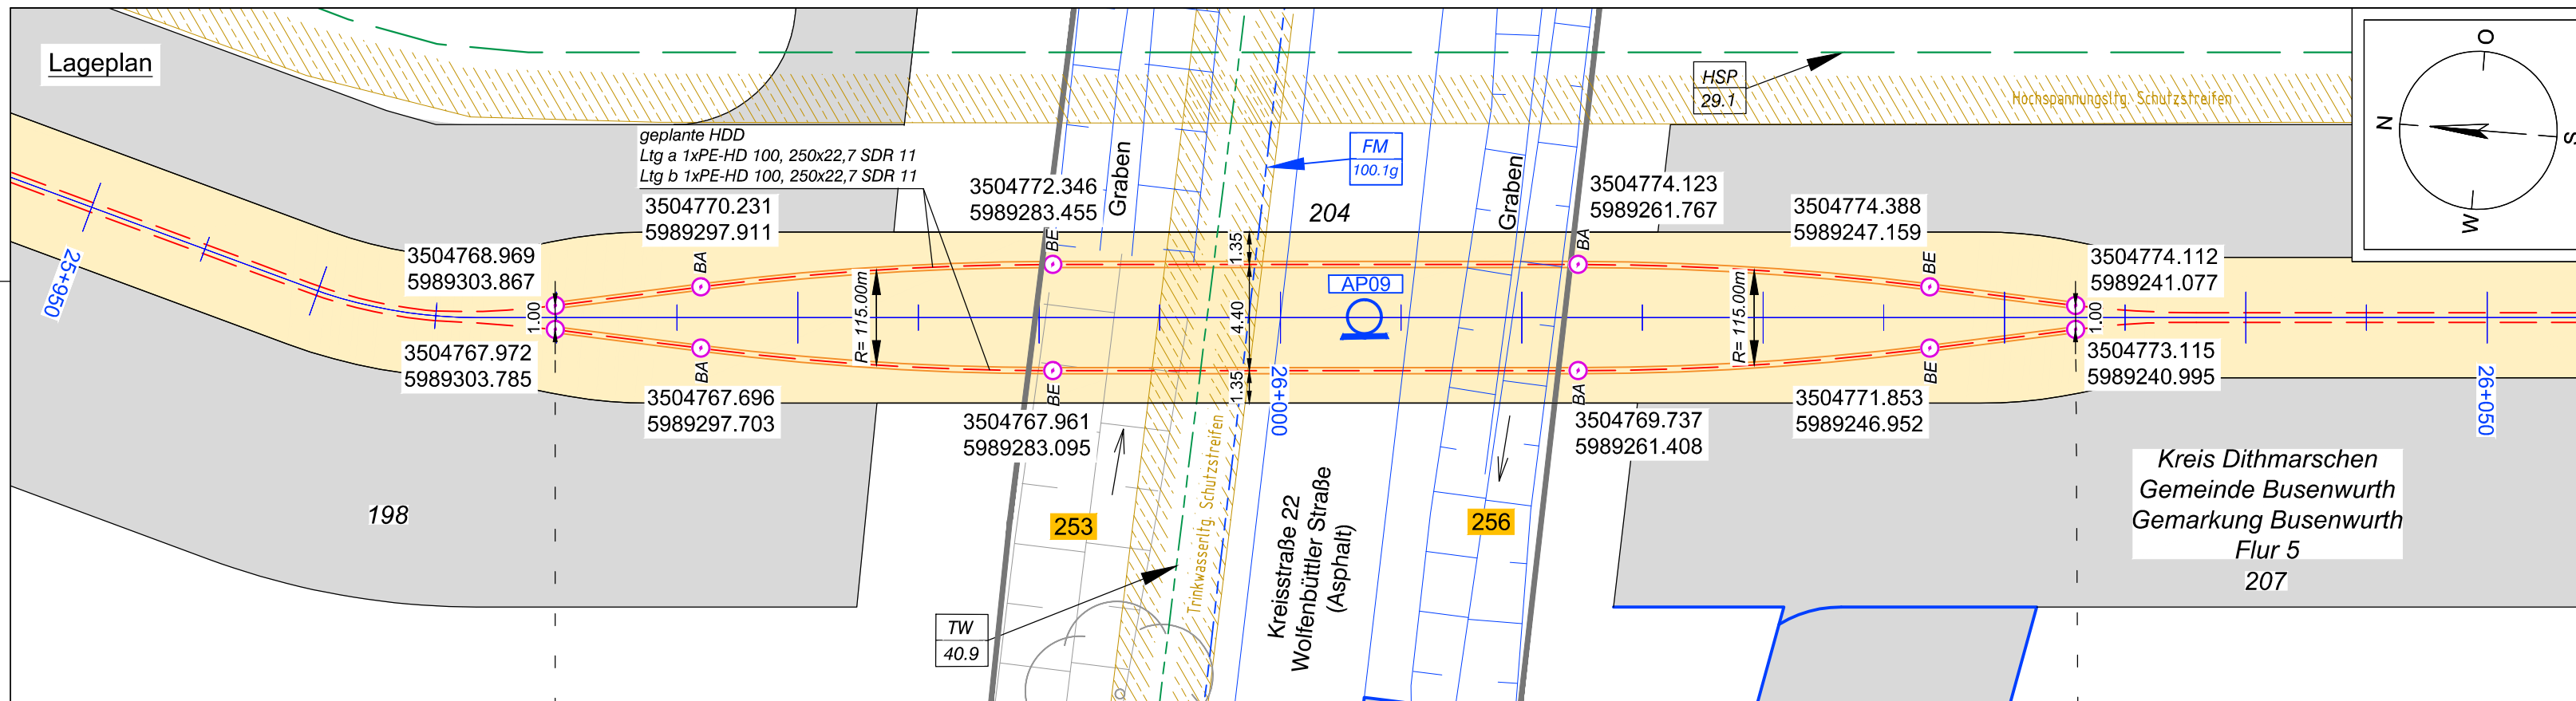 Lageplan
geplante HDD
Ltg a 1xPE-HD 100, 250x22,7 SDR 11
Ltg b 1xPE-HD 100, 250x22,7 SDR 11
25+950
3504768.969
5989303.867
3504770.231
5989297.911
BA
1.00
3504767.972
5989303.785
BA
3504767.696
5989297.703
R= 115.00m
3504772.346
5989283.455
BE
Graben
BE
3504767.961
5989283.095
1.35
4.40
1.35
26+000
FM
100.1g
204
AP09
Graben
HSP
29.1
Hochspannungsltg. Schutzstreifen
3504774.123
5989261.767
BA
BA
3504769.737
5989261.408
R= 115.00m
3504774.388
5989247.159
BE
BE
3504771.853
5989246.952
3504774.112
5989241.077
1.00
3504773.115
5989240.995
26+050
O
N
S
W
198
253
Trinkwasserltg. Schutzstreifen
TW
40.9
Kreisstraße 22
Wolfenbüttler Straße
(Asphalt)
256
Kreis Dithmarschen
Gemeinde Busenwurth
Gemarkung Busenwurth
Flur 5
207